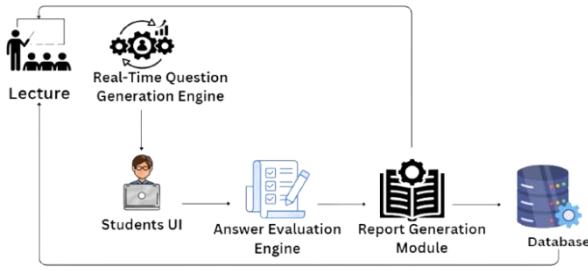 Lecture
Real-Time Question
Generation Engine
Students UI
Answer Evaluation
Engine
Report Generation
Module
Database